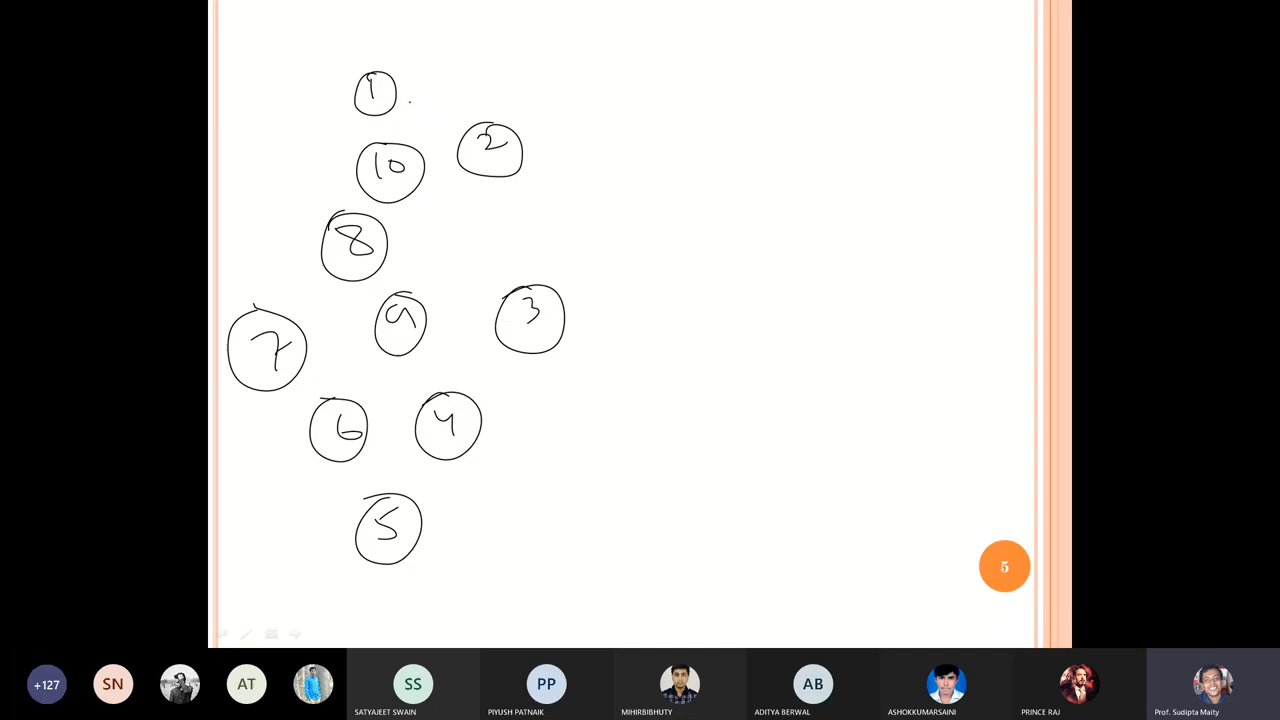 1
2
10
8
9
3
7
6
4
5
5
+127
SN
AT
SS
PP
AB
SATYAJEET SWAIN
PIYUSH PATNAIK
MIHIRBIBHUTY
ADITYA BERWAL
ASHOKKUMARSAINI
PRINCE RAJ
Prof. Sudipta Maity